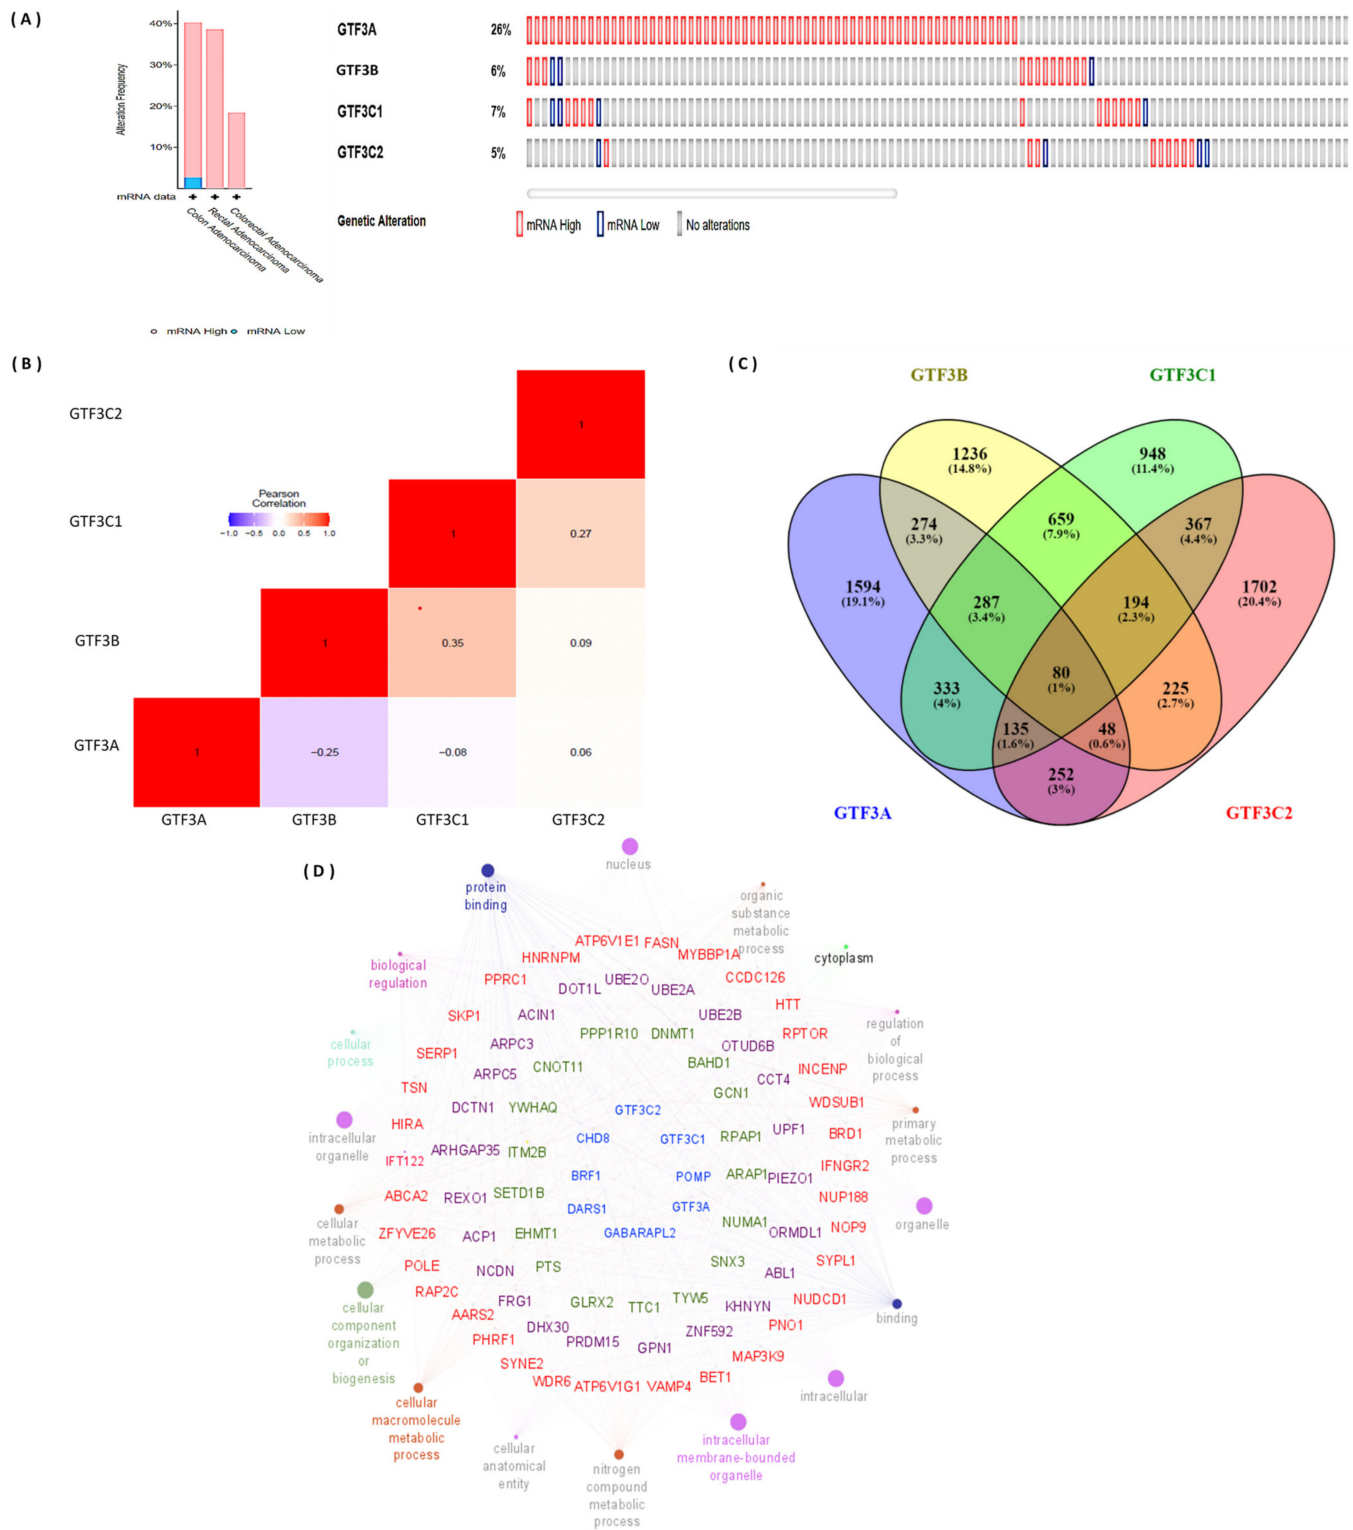 ( A )
40%
30%
20%
10%
Alteration Frequency
mRNA data
Colon Adenocarcinoma
Rectal Adenocarcinoma
Colorectal Adenocarcinoma
mRNA High
mRNA Low
GTF3A
26%
GTF3B
6%
GTF3C1
7%
GTF3C2
5%
Genetic Alteration
mRNA High
mRNA Low
No alterations
( B )
GTF3C2
1
GTF3C1
1
0.27
Pearson
Correlation
−1.0
−0.5
0.0
0.5
1.0
GTF3B
1
0.35
0.09
GTF3A
1
−0.25
−0.08
0.06
GTF3A
GTF3B
GTF3C1
GTF3C2
( C )
GTF3B
GTF3C1
1236
(14.8%)
948
(11.4%)
274
(3.3%)
659
(7.9%)
367
(4.4%)
1594
(19.1%)
287
(3.4%)
194
(2.3%)
1702
(20.4%)
333
(4%)
80
(1%)
225
(2.7%)
135
(1.6%)
48
(0.6%)
252
(3%)
GTF3A
GTF3C2
( D )
nucleus
protein
binding
organic
substance
metabolic
process
cytoplasm
biological
regulation
regulation
of
biological
process
cellular
process
intracellular
organelle
primary
metabolic
process
cellular
metabolic
process
organelle
cellular
component
organization
or
biogenesis
binding
cellular
macromolecule
metabolic
process
intracellular
cellular
anatomical
entity
nitrogen
compound
metabolic
process
intracellular
membrane-bounded
organelle
ATP6V1E1
FASN
HNRNPM
MYBBP1A
PPRC1
CCDC126
DOT1L
UBE2O
UBE2A
HTT
SKP1
ACIN1
UBE2B
PPP1R10
DNMT1
RPTOR
SERP1
ARPC3
OTUD6B
CNOT11
BAHD1
INCENP
TSN
ARPC5
CCT4
GCN1
WDSUB1
HIRA
DCTN1
YWHAQ
GTF3C2
UPF1
BRD1
CHD8
GTF3C1
RPAP1
IFT122
ARHGAP35
ITM2B
IFNGR2
BRF1
POMP
ARAP1
PIEZO1
ABCA2
REXO1
SETD1B
NUP188
DARS1
GTF3A
NUMA1
NOP9
ZFYVE26
ACP1
EHMT1
GABARAPL2
ORMDL1
SYPL1
POLE
NCDN
PTS
SNX3
ABL1
RAP2C
FRG1
GLRX2
TTC1
TYW5
KHNYN
NUDCD1
AARS2
DHX30
PRDM15
GPN1
ZNF592
PNO1
PHRF1
SYNE2
MAP3K9
WDR6
ATP6V1G1
VAMP4
BET1